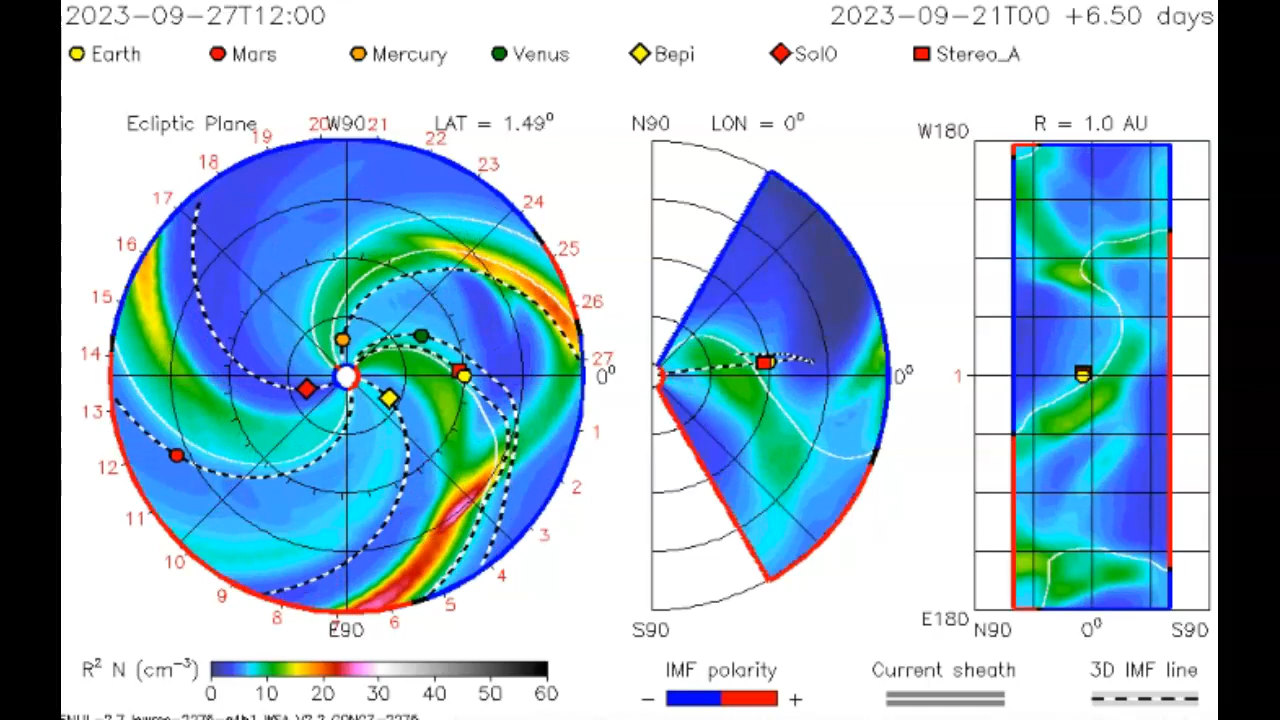 2023-09-27T12:00 2023-09-21T00 +6.50 days
Earth Mars Mercury Venus Bepi SolO Stereo_A
Ecliptic Plane W90 LAT = 1.49° N90 LON = 0° R = 1.0 AU
W180
19 20 21 22
18 23
17 24
16 25
15 26
14 27
0° 0° 1
13
12 1
11 2
10 3
9 4
8 5
6
E90 S90 E180 N90 0° S90
R² N (cm⁻³) IMF polarity Current sheath 3D IMF line
− +
0 10 20 30 40 50 60